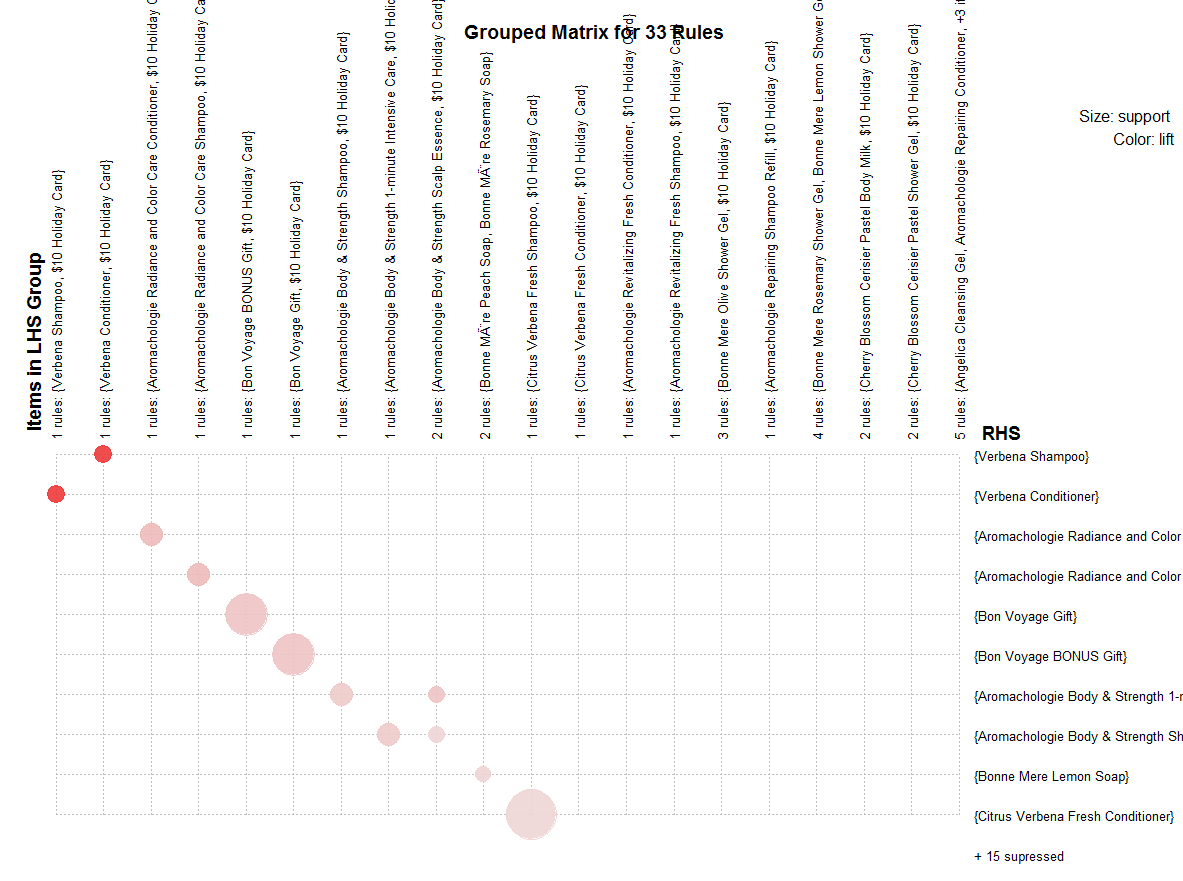 Grouped Matrix for 33 Rules
Size: support
Color: lift
Items in LHS Group
1 rules: {Verbena Shampoo, $10 Holiday Card}
1 rules: {Verbena Conditioner, $10 Holiday Card}
1 rules: {Aromachologie Radiance and Color Care Conditioner, $10 Holiday C
1 rules: {Aromachologie Radiance and Color Care Shampoo, $10 Holiday Ca
1 rules: {Bon Voyage BONUS Gift, $10 Holiday Card}
1 rules: {Bon Voyage Gift, $10 Holiday Card}
1 rules: {Aromachologie Body & Strength Shampoo, $10 Holiday Card}
1 rules: {Aromachologie Body & Strength 1-minute Intensive Care, $10 Holid
2 rules: {Aromachologie Body & Strength Scalp Essence, $10 Holiday Card}
2 rules: {Bonne MÃ¨re Peach Soap, Bonne MÃ¨re Rosemary Soap}
1 rules: {Citrus Verbena Fresh Shampoo, $10 Holiday Card}
1 rules: {Citrus Verbena Fresh Conditioner, $10 Holiday Card}
1 rules: {Aromachologie Revitalizing Fresh Conditioner, $10 Holiday Card}
1 rules: {Aromachologie Revitalizing Fresh Shampoo, $10 Holiday Card}
3 rules: {Bonne Mere Olive Shower Gel, $10 Holiday Card}
1 rules: {Aromachologie Repairing Shampoo Refill, $10 Holiday Card}
4 rules: {Bonne Mere Rosemary Shower Gel, Bonne Mere Lemon Shower Ge
2 rules: {Cherry Blossom Cerisier Pastel Body Milk, $10 Holiday Card}
2 rules: {Cherry Blossom Cerisier Pastel Shower Gel, $10 Holiday Card}
5 rules: {Angelica Cleansing Gel, Aromachologie Repairing Conditioner, +3 it
RHS
{Verbena Shampoo}
{Verbena Conditioner}
{Aromachologie Radiance and Color
{Aromachologie Radiance and Color
{Bon Voyage Gift}
{Bon Voyage BONUS Gift}
{Aromachologie Body & Strength 1-r
{Aromachologie Body & Strength Sh
{Bonne Mere Lemon Soap}
{Citrus Verbena Fresh Conditioner}
+ 15 supressed